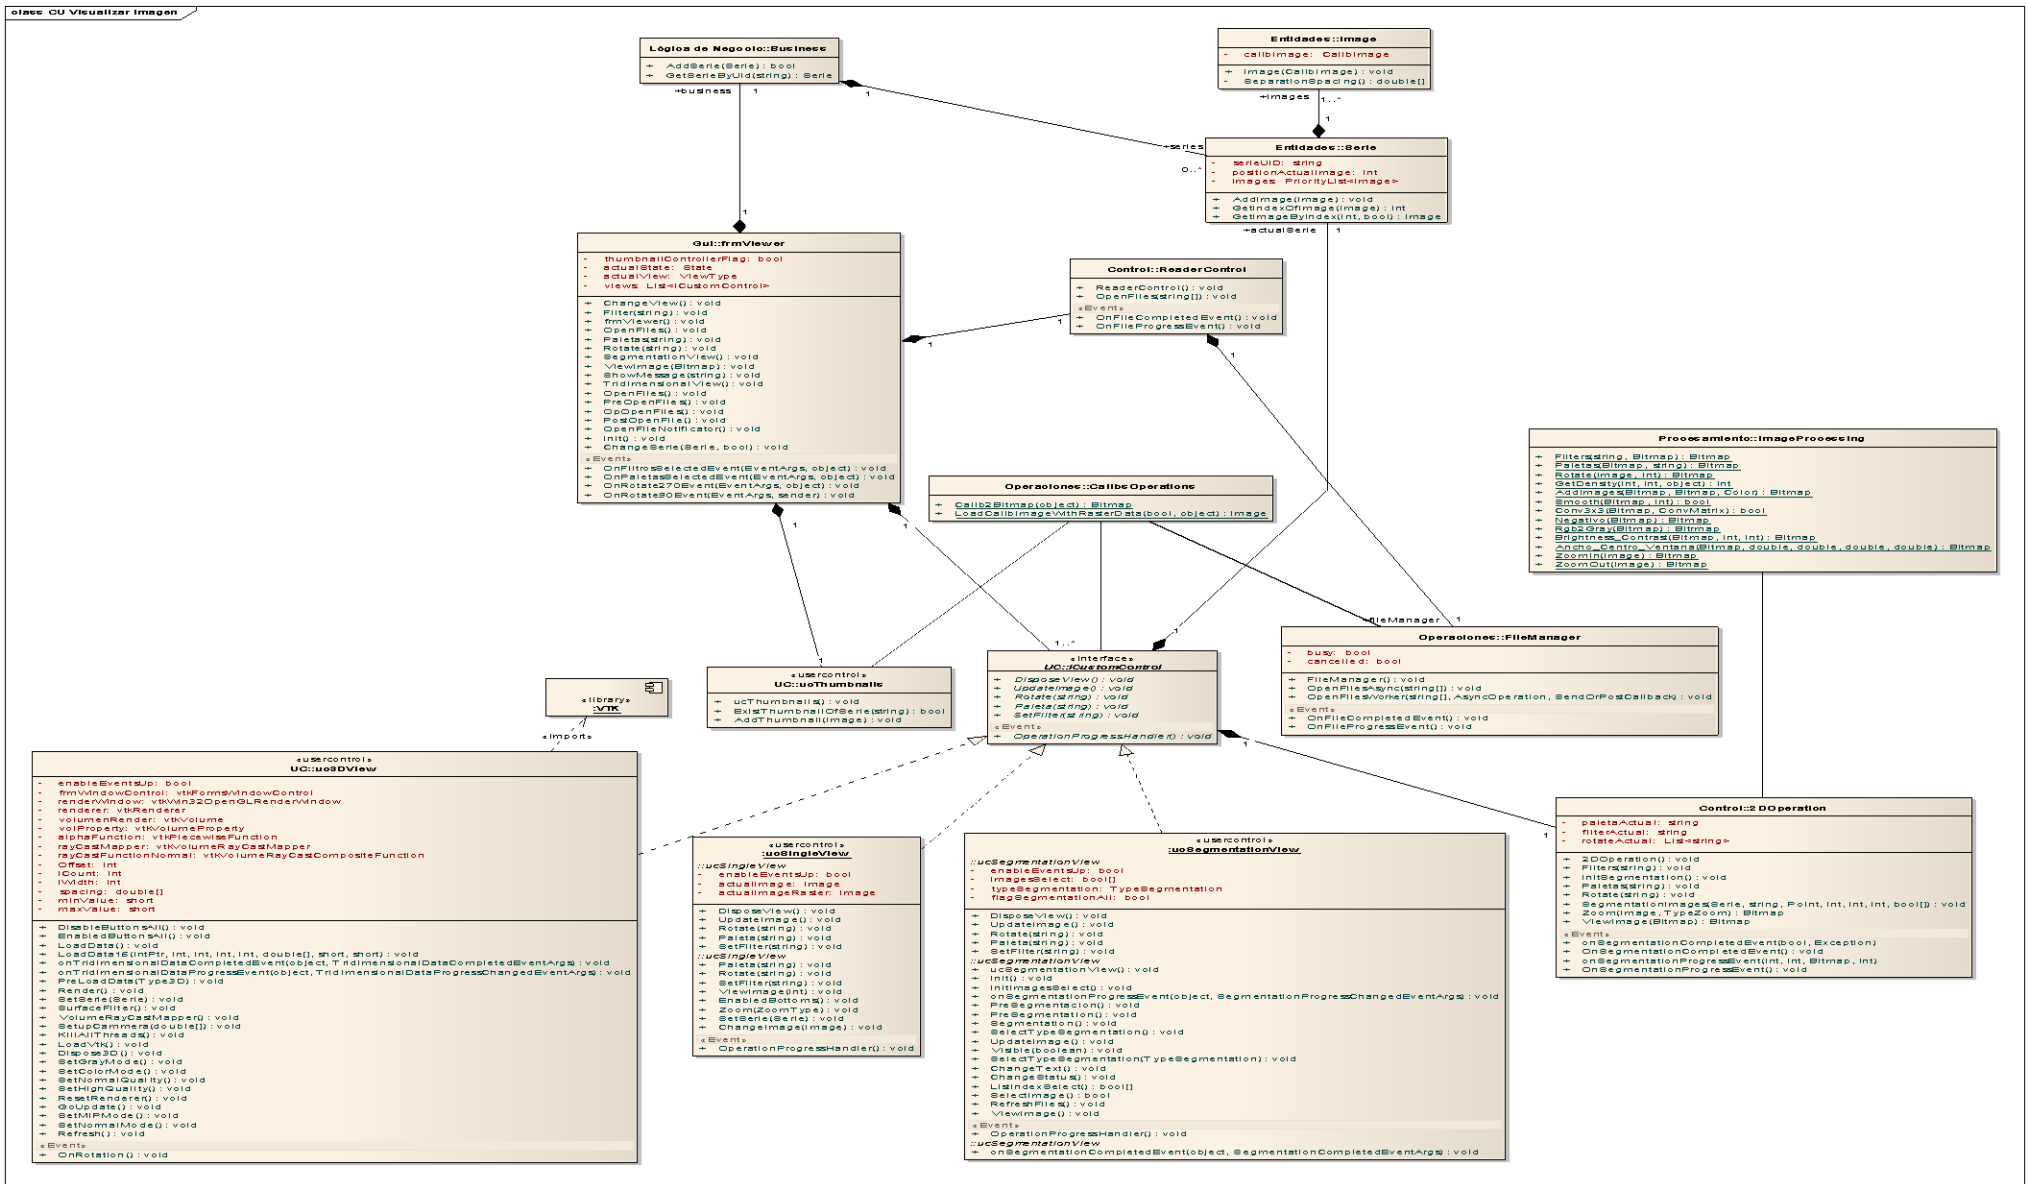 class CU Visualizar Imagen
Lógica de Negocio::Business
+ AddSerie(Serie) : bool
+ GetSerieByUid(string) : Serie
+business 1
1
Entidades::Image
- calibImage: CalibImage
+ Image(CalibImage) : void
- SeparationSpacing() : double[]
+images 1..*
1
+series
0..*
Entidades::Serie
- serieUID: string
- positionActualImage: int
- images: PriorityList<Image>
+ AddImage(Image) : void
+ GetIndexOfImage(Image) : int
+ GetImageByIndex(int, bool) : Image
+actualSerie 1
1
Gui::frmViewer
- thumbnailControllerFlag: bool
- actualState: State
- actualView: ViewType
- views: List<ICustomControl>
+ ChangeView() : void
+ Filter(string) : void
+ frmViewer() : void
+ OpenFiles() : void
+ Paletas(string) : void
+ Rotate(string) : void
+ SegmentationView() : void
+ ViewImage(Bitmap) : void
+ ShowMessage(string) : void
+ TridimensionalView() : void
+ OpenFiles() : void
+ PreOpenFiles() : void
+ OpOpenFiles() : void
+ PostOpenFile() : void
+ OpenFileNotificator() : void
+ Init() : void
+ ChangeSerie(Serie, bool) : void
«Event»
+ OnFiltrosSelectedEvent(EventArgs, object) : void
+ OnPaletasSelectedEvent(EventArgs, object) : void
+ OnRotate270Event(EventArgs, object) : void
+ OnRotate90Event(EventArgs, sender) : void
1
1
1
1
Control::ReaderControl
+ ReaderControl() : void
+ OpenFiles(string[]) : void
«Event»
+ OnFileCompletedEvent() : void
+ OnFileProgressEvent() : void
1
Operaciones::CalibsOperations
+ Calib2Bitmap(object) : Bitmap
+ LoadCalibImageWithRasterData(bool, object) : Image
Procesamiento::ImageProcessing
+ Filters(string, Bitmap) : Bitmap
+ Paletas(Bitmap, string) : Bitmap
+ Rotate(Image, int) : Bitmap
+ GetDensity(int, int, object) : int
+ AddImages(Bitmap, Bitmap, Color) : Bitmap
+ Smooth(Bitmap, int) : bool
+ Conv3x3(Bitmap, ConvMatrix) : bool
+ Negativo(Bitmap) : Bitmap
+ Rgb2Gray(Bitmap) : Bitmap
+ Brightness_Contrast(Bitmap, int, int) : Bitmap
+ Ancho_Centro_Ventana(Bitmap, double, double, double, double) : Bitmap
+ ZoomIn(Image) : Bitmap
+ ZoomOut(Image) : Bitmap
+fileManager 1
Operaciones::FileManager
- busy: bool
- cancelled: bool
+ FileManager() : void
+ OpenFilesAsync(string[]) : void
+ OpenFilesWorker(string[], AsyncOperation, SendOrPostCallback) : void
«Event»
+ OnFileCompletedEvent() : void
+ OnFileProgressEvent() : void
1..*
1
«interface»
UC::ICustomControl
+ DisposeView() : void
+ UpdateImage() : void
+ Rotate(string) : void
+ Paleta(string) : void
+ SetFilter(string) : void
«Event»
+ OperationProgressHandler() : void
1
1
«usercontrol»
UC::ucThumbnails
+ ucThumbnails() : void
+ ExistThumbnailOfSerie(string) : bool
+ AddThumbnail(Image) : void
«library»
:VTK
«import»
«usercontrol»
UC::uc3DView
- enableEventsUp: bool
- frmWindowControl: vtkFormsWindowControl
- renderWindow: vtkWin32OpenGLRenderWindow
- renderer: vtkRenderer
- volumenRender: vtkVolume
- volProperty: vtkVolumeProperty
- alphaFunction: vtkPiecewiseFunction
- rayCastMapper: vtkVolumeRayCastMapper
- rayCastFunctionNormal: vtkVolumeRayCastCompositeFunction
- Offset: int
- iCount: int
- iWidth: int
- spacing: double[]
- minValue: short
- maxValue: short
+ DisableButtonsAll() : void
+ EnabledButtonsAll() : void
+ LoadData() : void
+ LoadData16(IntPtr, int, int, int, int, double[], short, short) : void
+ onTridimensionalDataCompletedEvent(object, TridimensionalDataCompletedEventArgs) : void
+ onTridimensionalDataProgressEvent(object, TridimensionalDataProgressChangedEventArgs) : void
+ PreLoadData(Type3D) : void
+ Render() : void
+ SetSerie(Serie) : void
+ SurfaceFilter() : void
+ VolumeRayCastMapper() : void
+ SetupCammera(double[]) : void
+ KillAllThreads() : void
+ LoadVtk() : void
+ Dispose3D() : void
+ SetGrayMode() : void
+ SetColorMode() : void
+ SetNormalQuality() : void
+ SetHighQuality() : void
+ ResetRenderer() : void
+ GoUpdate() : void
+ SetMIPMode() : void
+ SetNormalMode() : void
+ Refresh() : void
«Event»
+ OnRotation() : void
«usercontrol»
:ucSingleView
::ucSingleView
- enableEventsUp: bool
- actualImage: Image
- actualImageRaster: Image
+ DisposeView() : void
+ UpdateImage() : void
+ Rotate(string) : void
+ Paleta(string) : void
+ SetFilter(string) : void
::ucSingleView
+ Paleta(string) : void
+ Rotate(string) : void
+ SetFilter(string) : void
+ ViewImage(int) : void
+ EnabledBottoms() : void
+ Zoom(ZoomType) : void
+ SetSerie(Serie) : void
+ ChangeImage(Image) : void
«Event»
+ OperationProgressHandler() : void
«usercontrol»
:ucSegmentationView
::ucSegmentationView
- enableEventsUp: bool
- imagesSelect: bool[]
- typeSegmentation: TypeSegmentation
- flagSegmentationAll: bool
+ DisposeView() : void
+ UpdateImage() : void
+ Rotate(string) : void
+ Paleta(string) : void
+ SetFilter(string) : void
::ucSegmentationView
+ ucSegmentationView() : void
+ Init() : void
+ InitImagesSelect() : void
+ onSegmentationProgressEvent(object, SegmentationProgressChangedEventArgs) : void
+ PreSegmentacion() : void
+ PreSegmentation() : void
+ Segmentation() : void
+ SelectTypeSegmentation() : void
+ UpdateImage() : void
+ Visible(boolean) : void
+ SelectTypeSegmentation(TypeSegmentation) : void
+ ChangeText() : void
+ ChangeStatus() : void
+ ListIndexSelect() : bool[]
+ SelectImage() : bool
+ RefreshFiles() : void
+ ViewImage() : void
«Event»
+ OperationProgressHandler() : void
::ucSegmentationView
+ onSegmentationCompletedEvent(object, SegmentationCompletedEventArgs) : void
1
Control::2DOperation
- paletaActual: string
- filterActual: string
- rotateActual: List<string>
+ 2DOperation() : void
+ Filters(string) : void
+ InitSegmentation() : void
+ Paletas(string) : void
+ Rotate(string) : void
+ SegmentationImages(Serie, string, Point, int, int, int, bool[]) : void
+ Zoom(Image, TypeZoom) : Bitmap
+ ViewImage(Bitmap) : Bitmap
«Event»
+ onSegmentationCompletedEvent(bool, Exception)
+ OnSegmentationCompletedEvent() : void
+ onSegmentationProgressEvent(int, int, Bitmap, int)
+ OnSegmentationProgressEvent() : void